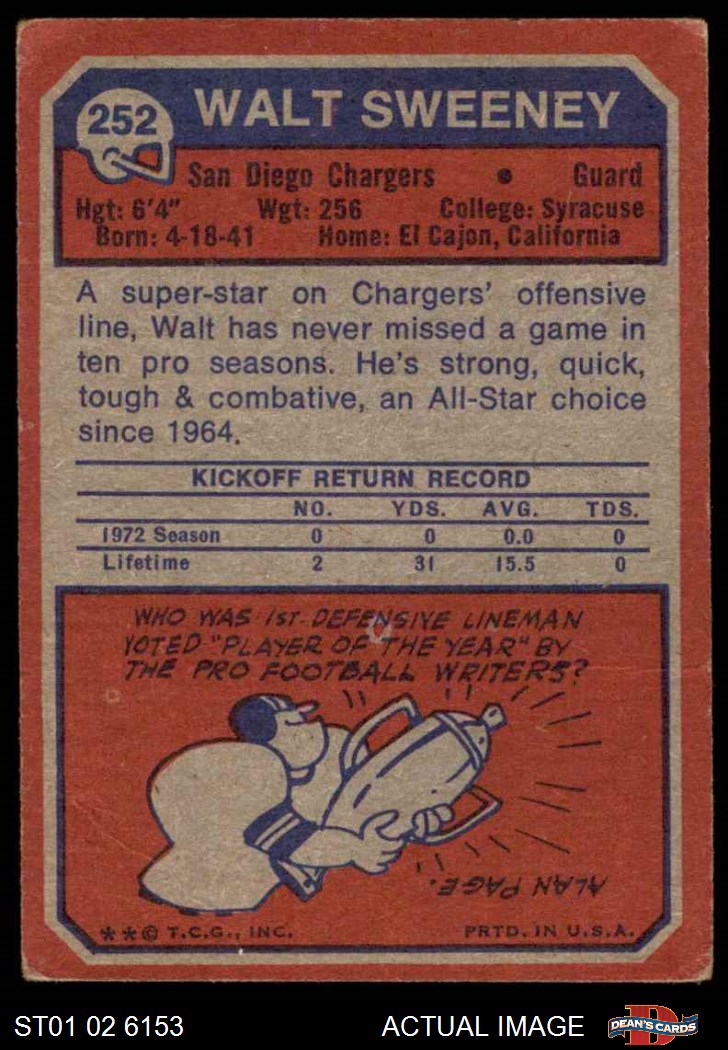 252
WALT SWEENEY
San Diego Chargers • Guard
Hgt: 6'4" Wgt: 256 College: Syracuse
Born: 4-18-41 Home: El Cajon, California
A super-star on Chargers' offensive
line, Walt has never missed a game in
ten pro seasons. He's strong, quick,
tough & combative, an All-Star choice
since 1964.
KICKOFF RETURN RECORD
NO. YDS. AVG. TDS.
1972 Season 0 0 0.0 0
Lifetime 2 31 15.5 0
WHO WAS 1ST DEFENSIVE LINEMAN
VOTED "PLAYER OF THE YEAR" BY
THE PRO FOOTBALL WRITERS?
ALAN PAGE.
**© T.C.G., INC. PRTD. IN U.S.A.
ST01 02 6153 ACTUAL IMAGE
D
DEAN'S CARDS